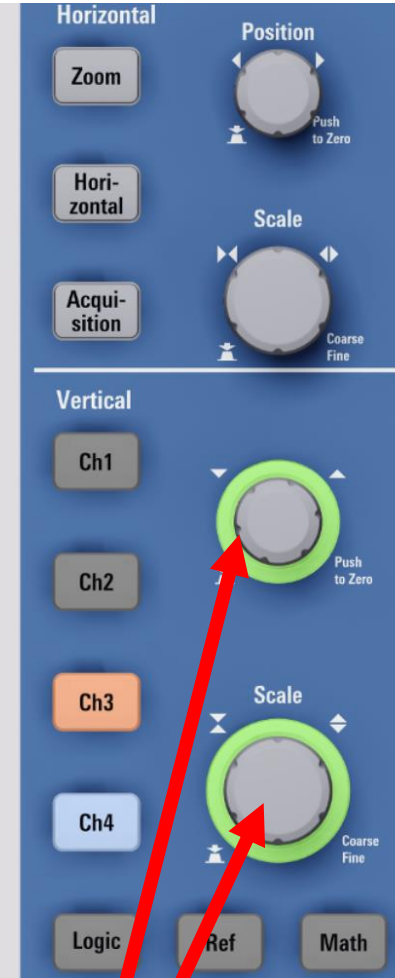 Horizontal
Position
Zoom
Push
to Zero
Hori-
zontal
Scale
Acqui-
sition
Coarse
Fine
Vertical
Ch1
Ch2
Push
to Zero
Ch3
Scale
Ch4
Coarse
Fine
Logic
Ref
Math